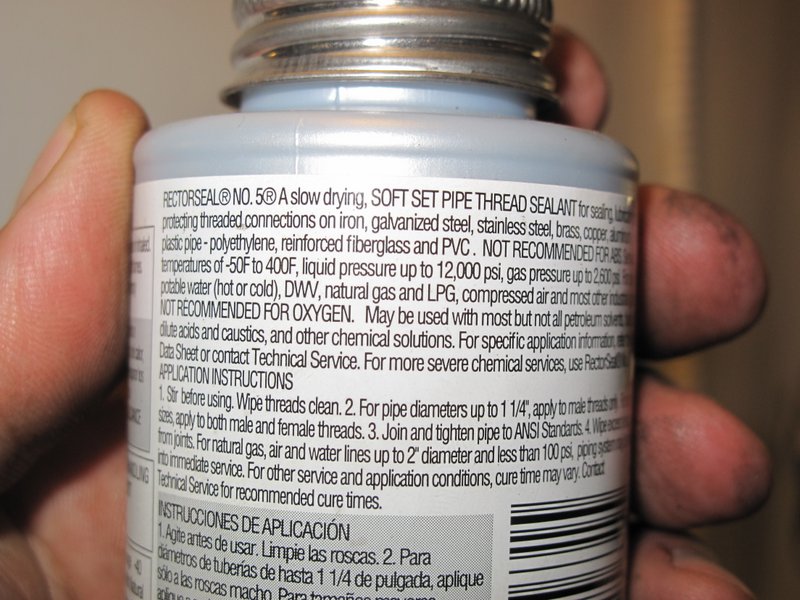 RECTORSEAL® NO. 5® A slow drying, SOFT SET PIPE THREAD SEALANT for sealing,
protecting threaded connections on iron, galvanized steel, stainless steel, brass, copper,
plastic pipe - polyethylene, reinforced fiberglass and PVC. NOT RECOMMENDED FOR ABS.
temperatures of -50F to 400F, liquid pressure up to 12,000 psi, gas pressure up to 2,600 psi.
potable water (hot or cold), DWV, natural gas and LPG, compressed air and most other
NOT RECOMMENDED FOR OXYGEN. May be used with most but not all petroleum solvents,
dilute acids and caustics, and other chemical solutions. For specific application information,
Data Sheet or contact Technical Service. For more severe chemical services, use RectorSeal®
APPLICATION INSTRUCTIONS
1. Stir before using. Wipe threads clean. 2. For pipe diameters up to 1 1/4", apply to male threads only.
sizes, apply to both male and female threads. 3. Join and tighten pipe to ANSI Standards. 4. Wipe
from joints. For natural gas, air and water lines up to 2" diameter and less than 100 psi, piping system
into immediate service. For other service and application conditions, cure time may vary. Contact
Technical Service for recommended cure times.
INSTRUCCIONES DE APLICACIÓN
1. Agite antes de usar. Limpie las roscas. 2. Para
diámetros de tuberías de hasta 1 1/4 de pulgada, aplique
sólo a las roscas macho. Para tamaños mayores,